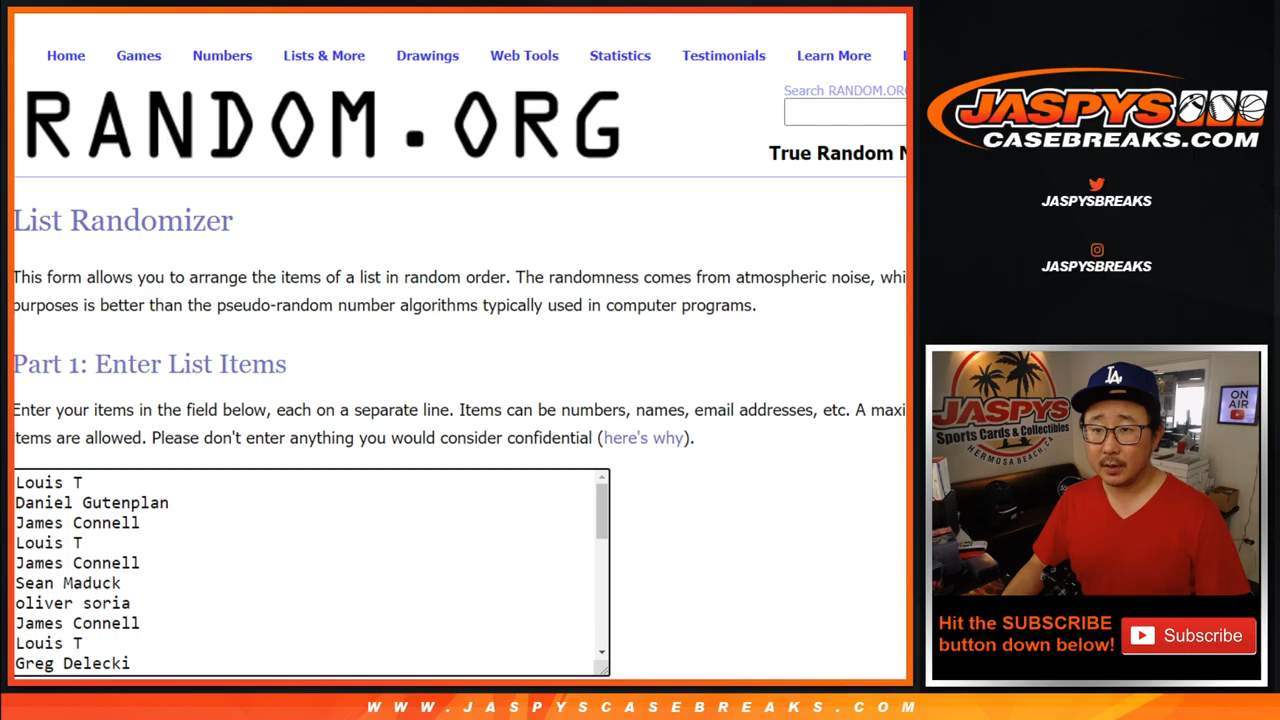 Home Games Numbers Lists & More Drawings Web Tools Statistics Testimonials Learn More
RANDOM.ORG
Search RANDOM.ORG
True Random N
List Randomizer
This form allows you to arrange the items of a list in random order. The randomness comes from atmospheric noise, whi
purposes is better than the pseudo-random number algorithms typically used in computer programs.
Part 1: Enter List Items
Enter your items in the field below, each on a separate line. Items can be numbers, names, email addresses, etc. A maxi
items are allowed. Please don't enter anything you would consider confidential (here's why).
Louis T
Daniel Gutenplan
James Connell
Louis T
James Connell
Sean Maduck
oliver soria
James Connell
Louis T
Greg Delecki
JASPYS
CASEBREAKS.COM
JASPYSBREAKS
JASPYSBREAKS
JASPYS
Sports Cards & Collectibles
HERMOSA BEACH, CA
LA
ON
AIR
Hit the SUBSCRIBE
button down below!
Subscribe
WWW.JASPYSCASEBREAKS.COM